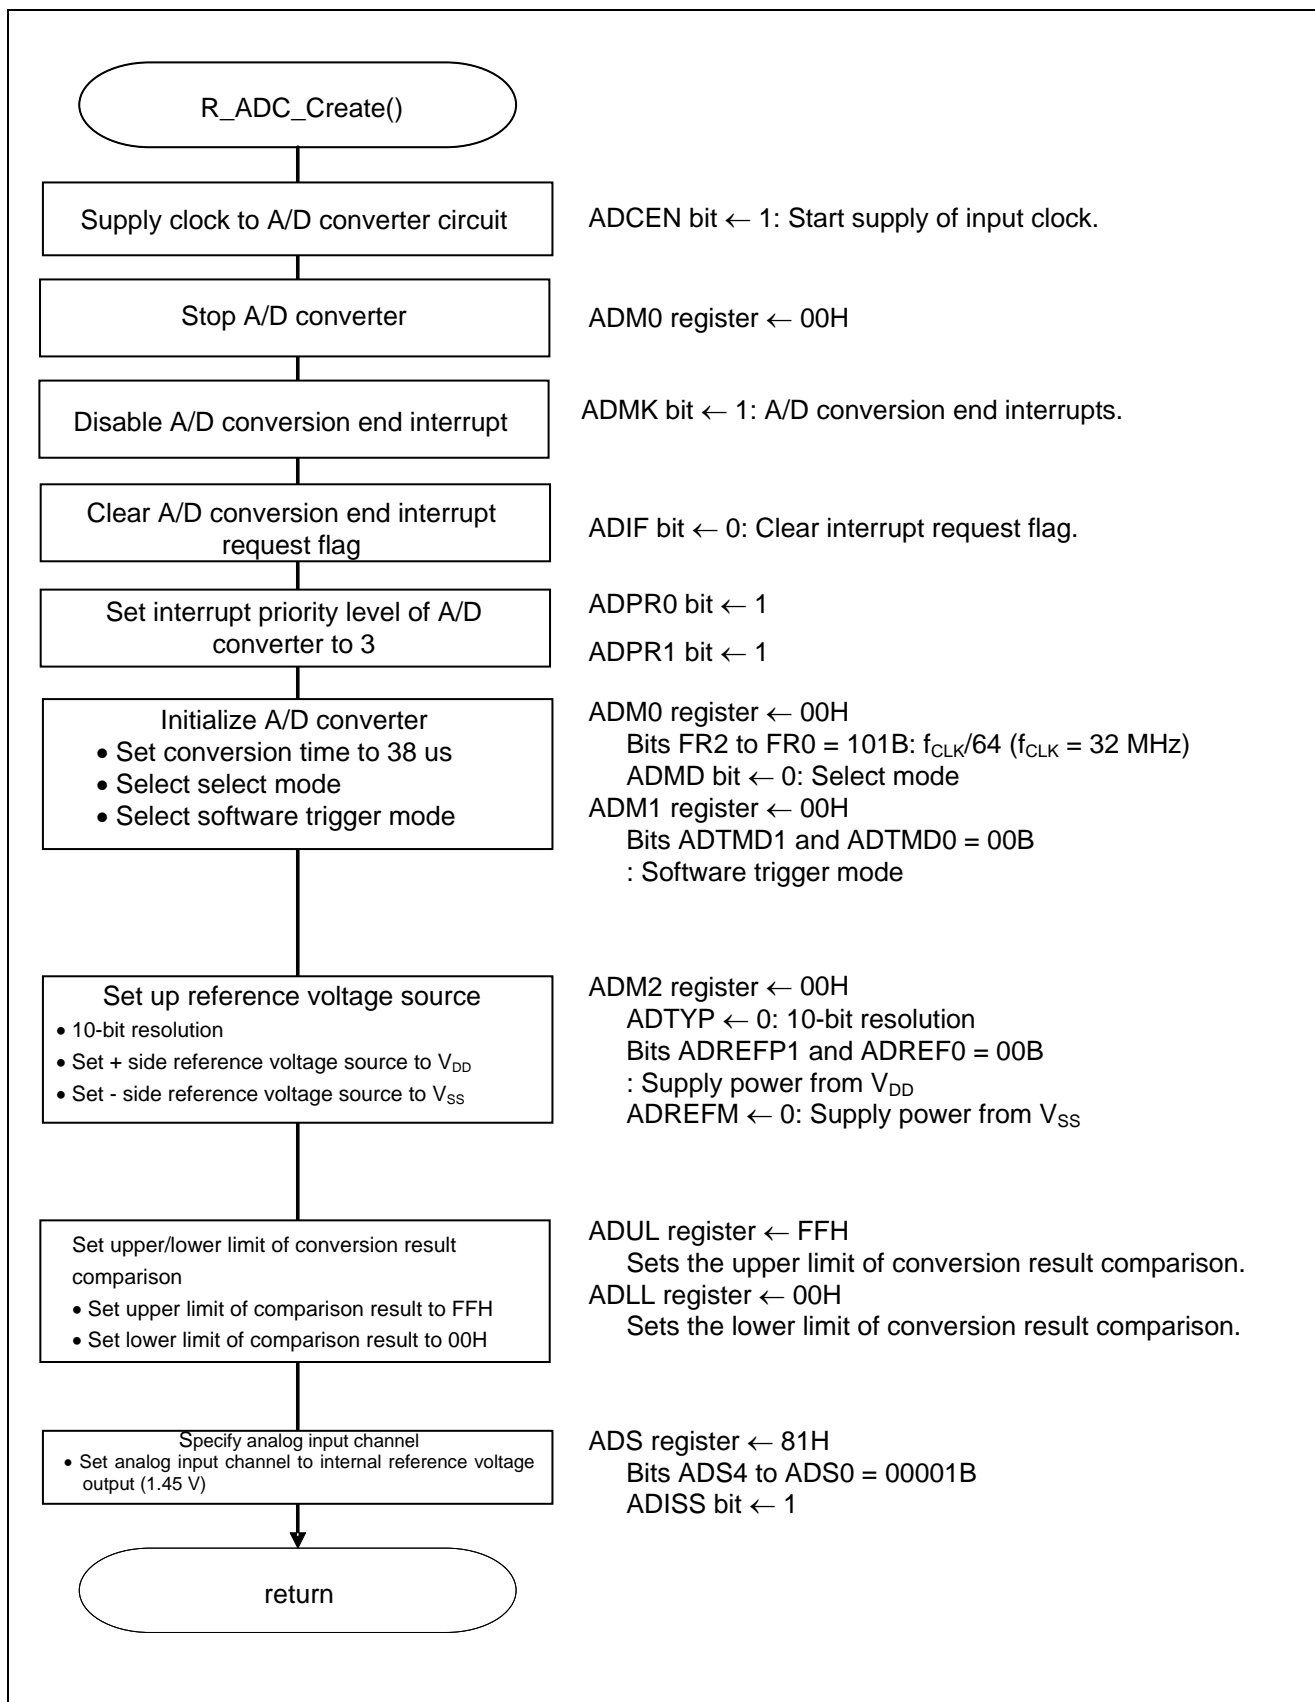 R_ADC_Create()
Supply clock to A/D converter circuit
ADCEN bit ← 1: Start supply of input clock.
Stop A/D converter
ADM0 register ← 00H
Disable A/D conversion end interrupt
ADMK bit ← 1: A/D conversion end interrupts.
Clear A/D conversion end interrupt
request flag
ADIF bit ← 0: Clear interrupt request flag.
Set interrupt priority level of A/D
converter to 3
ADPR0 bit ← 1
ADPR1 bit ← 1
Initialize A/D converter
• Set conversion time to 38 us
• Select select mode
• Select software trigger mode
ADM0 register ← 00H
Bits FR2 to FR0 = 101B: fCLK/64 (fCLK = 32 MHz)
ADMD bit ← 0: Select mode
ADM1 register ← 00H
Bits ADTMD1 and ADTMD0 = 00B
: Software trigger mode
Set up reference voltage source
• 10-bit resolution
• Set + side reference voltage source to VDD
• Set - side reference voltage source to VSS
ADM2 register ← 00H
ADTYP ← 0: 10-bit resolution
Bits ADREFP1 and ADREF0 = 00B
: Supply power from VDD
ADREFM ← 0: Supply power from VSS
Set upper/lower limit of conversion result
comparison
• Set upper limit of comparison result to FFH
• Set lower limit of comparison result to 00H
ADUL register ← FFH
Sets the upper limit of conversion result comparison.
ADLL register ← 00H
Sets the lower limit of conversion result comparison.
Specify analog input channel
• Set analog input channel to internal reference voltage
output (1.45 V)
ADS register ← 81H
Bits ADS4 to ADS0 = 00001B
ADISS bit ← 1
return